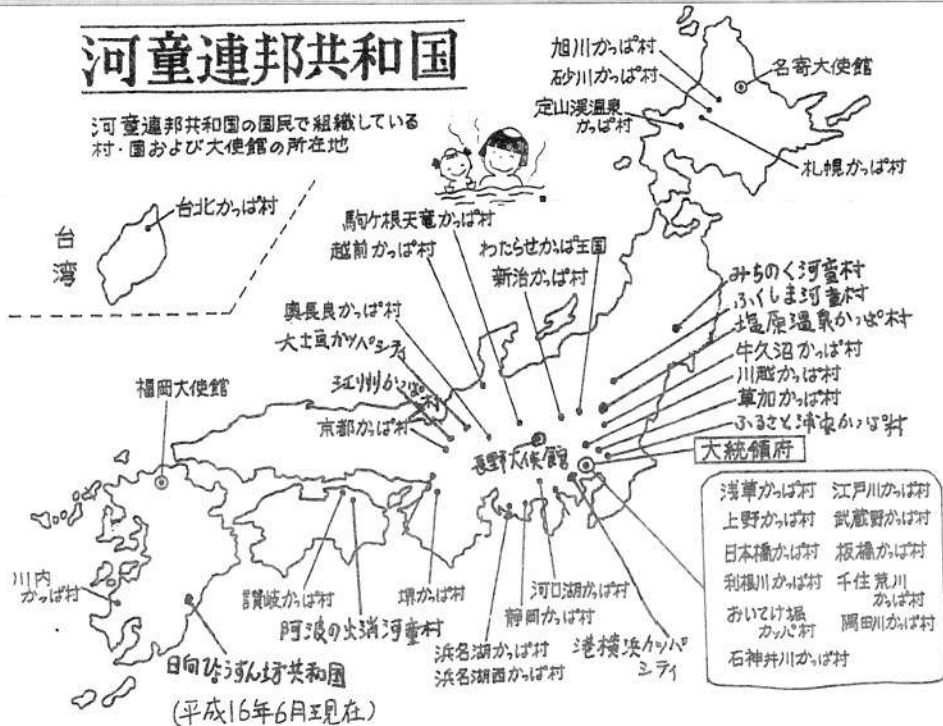 河童連邦共和国
河童連邦共和国の国民で組織している
村・国および大使館の所在地
旭川かっぱ村
砂川かっぱ村
定山渓温泉
かっぱ村
名寄大使館
札幌かっぱ村
台湾
台北かっぱ村
駒ヶ根天竜かっぱ村
越前かっぱ村
わたらせかっぱ王国
新治かっぱ村
奥長良かっぱ村
大土豆カッパシティ
江州かっぱ村
京都かっぱ村
福岡大使館
長野大使館
みちのく河童村
ふくしま河童村
塩原温泉かっぱ村
牛久沼かっぱ村
川越かっぱ村
草加かっぱ村
ふるさと浦东かっぱ村
大統領府
浅草かっぱ村 江戸川かっぱ村
上野かっぱ村 武蔵野かっぱ村
日本橋かっぱ村 板橋かっぱ村
利根川かっぱ村 千住荒川
かっぱ村
おいてけ堀
カッパ村
隅田川かっぱ村
石神井川かっぱ村
川内
かっぱ村
日向ひょうすんぼ共和国
讃岐かっぱ村
阿波の火消河童村
堺かっぱ村
浜名湖かっぱ村
浜名湖西かっぱ村
静岡かっぱ村
河口湖かっぱ村
港横浜カッパ
シティ
(平成16年6月現在)